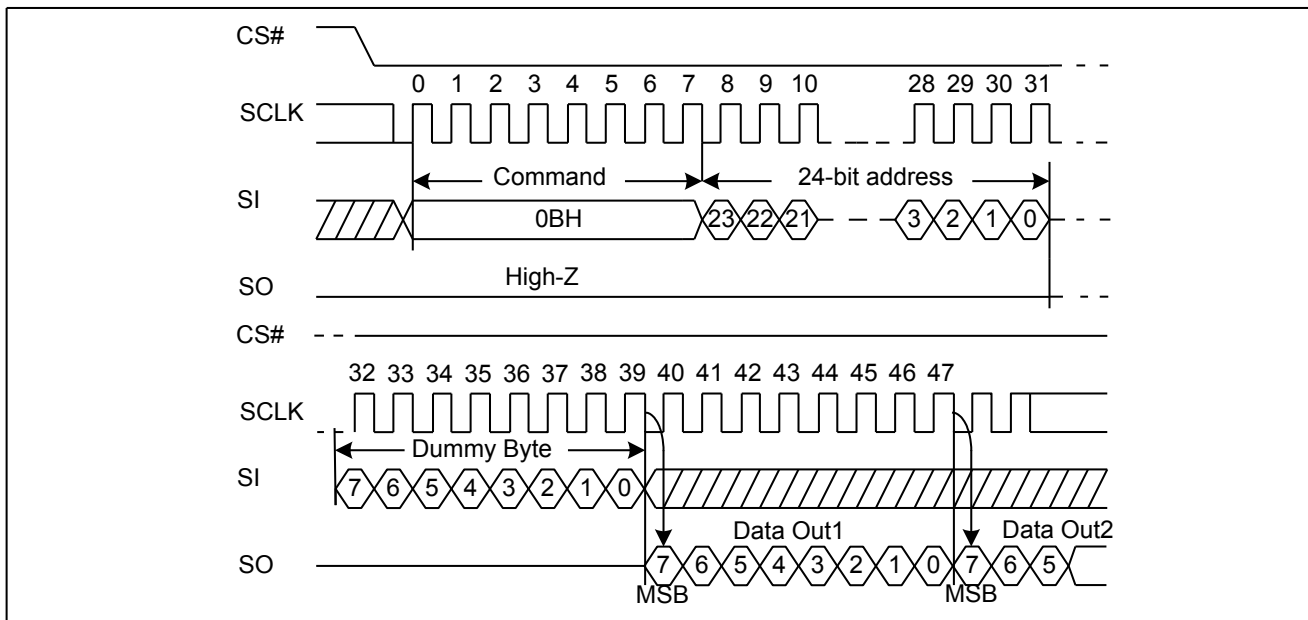 CS#
0 1 2 3 4 5 6 7 8 9 10 28 29 30 31
SCLK
Command 24-bit address
SI
0BH 23 22 21 3 2 1 0
High-Z
SO
CS#
32 33 34 35 36 37 38 39 40 41 42 43 44 45 46 47
SCLK
Dummy Byte
SI
7 6 5 4 3 2 1 0
Data Out1 Data Out2
SO
7 6 5 4 3 2 1 0 7 6 5
MSB MSB